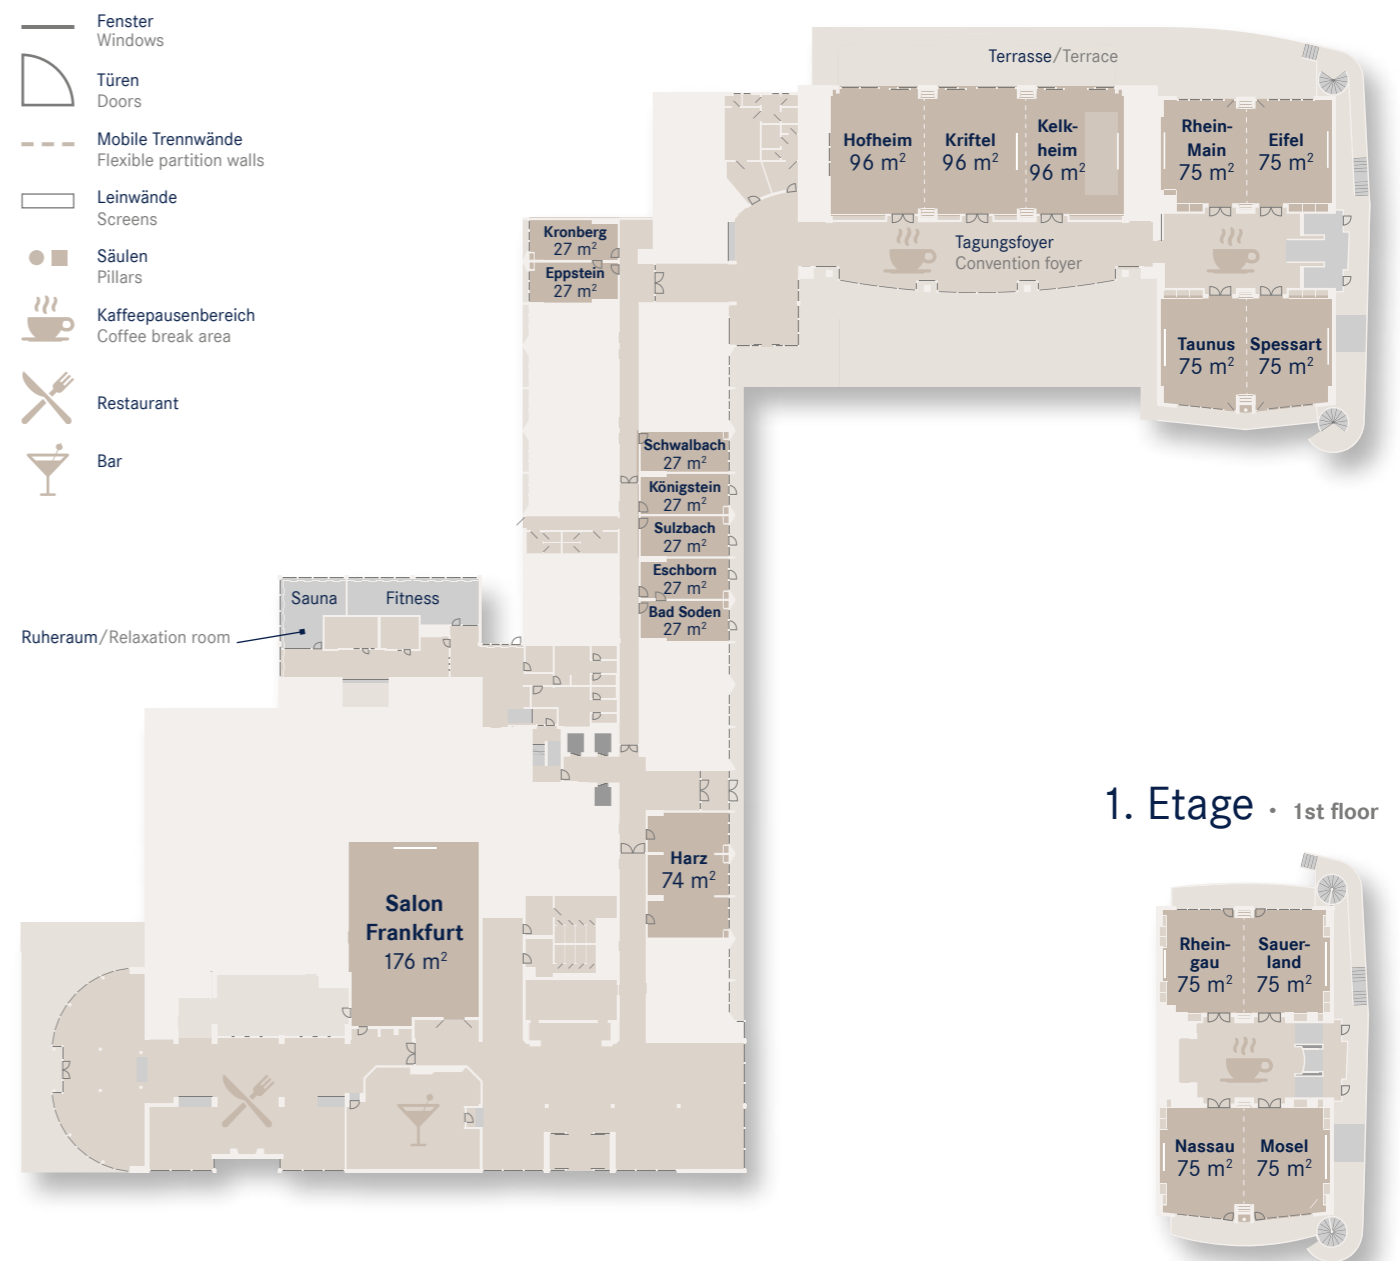 Fenster
Windows
Türen
Doors
Mobile Trennwände
Flexible partition walls
Leinwände
Screens
Säulen
Pillars
Kaffeepausenbereich
Coffee break area
Restaurant
Bar
Terrasse/Terrace
Hofheim
96 m²
Kriftel
96 m²
Kelk-
heim
96 m²
Rhein-
Main
75 m²
Eifel
75 m²
Tagungsfoyer
Convention foyer
Kronberg
27 m²
Eppstein
27 m²
Taunus
75 m²
Spessart
75 m²
Schwalbach
27 m²
Königstein
27 m²
Sulzbach
27 m²
Eschborn
27 m²
Bad Soden
27 m²
Sauna
Fitness
Ruheraum/Relaxation room
Harz
74 m²
Salon
Frankfurt
176 m²
1. Etage · 1st floor
Rhein-
gau
75 m²
Sauer-
land
75 m²
Nassau
75 m²
Mosel
75 m²